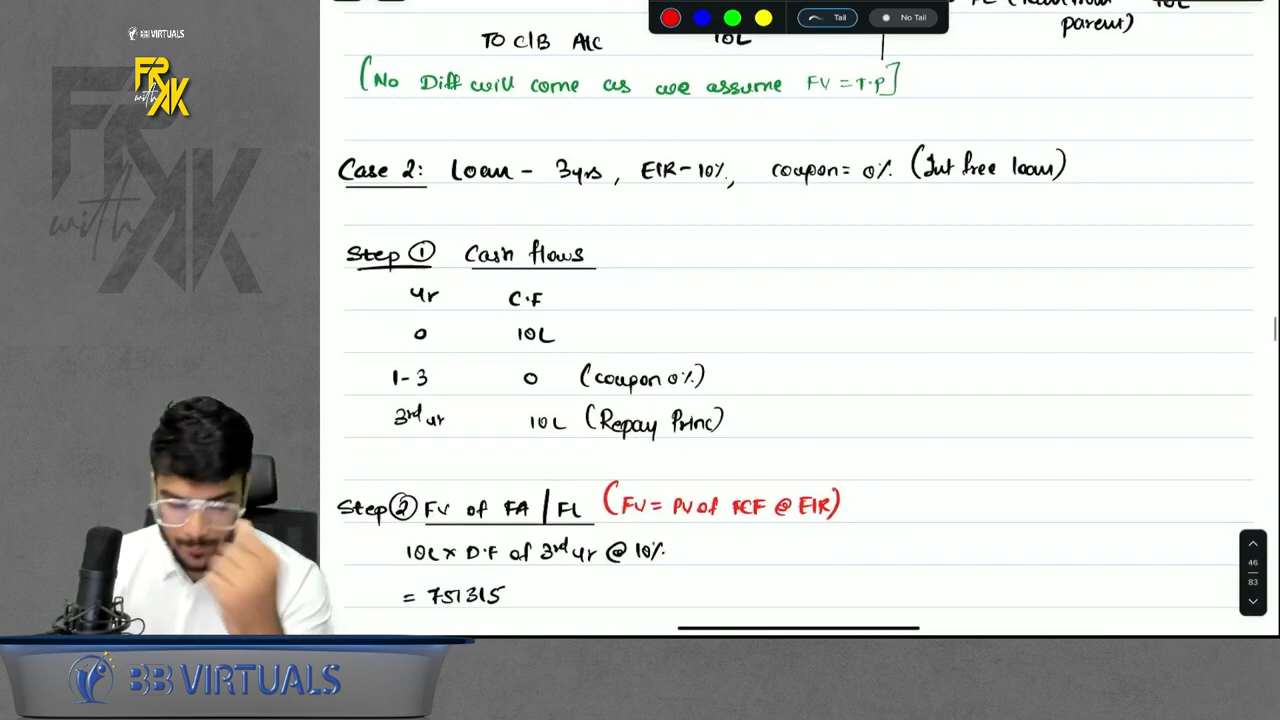 BB VIRTUALS
FR
with
AK
Tail
No Tail
parent)
TO C/B A/C 10L
(No Diff will come as we assume FV = T.P]
Case 2: Loan - 3yrs, EIR - 10%, coupon = 0% (Int free loan)
Step ① Cash flows
yr C.F
0 10L
1-3 0 (coupon 0%)
3rd yr 10L (Repay Princ)
Step ② FV of FA / FL (FV = PV of FCF @ EIR)
10L x D.F of 3rd yr @ 10%
= 751315
46
83
BB VIRTUALS